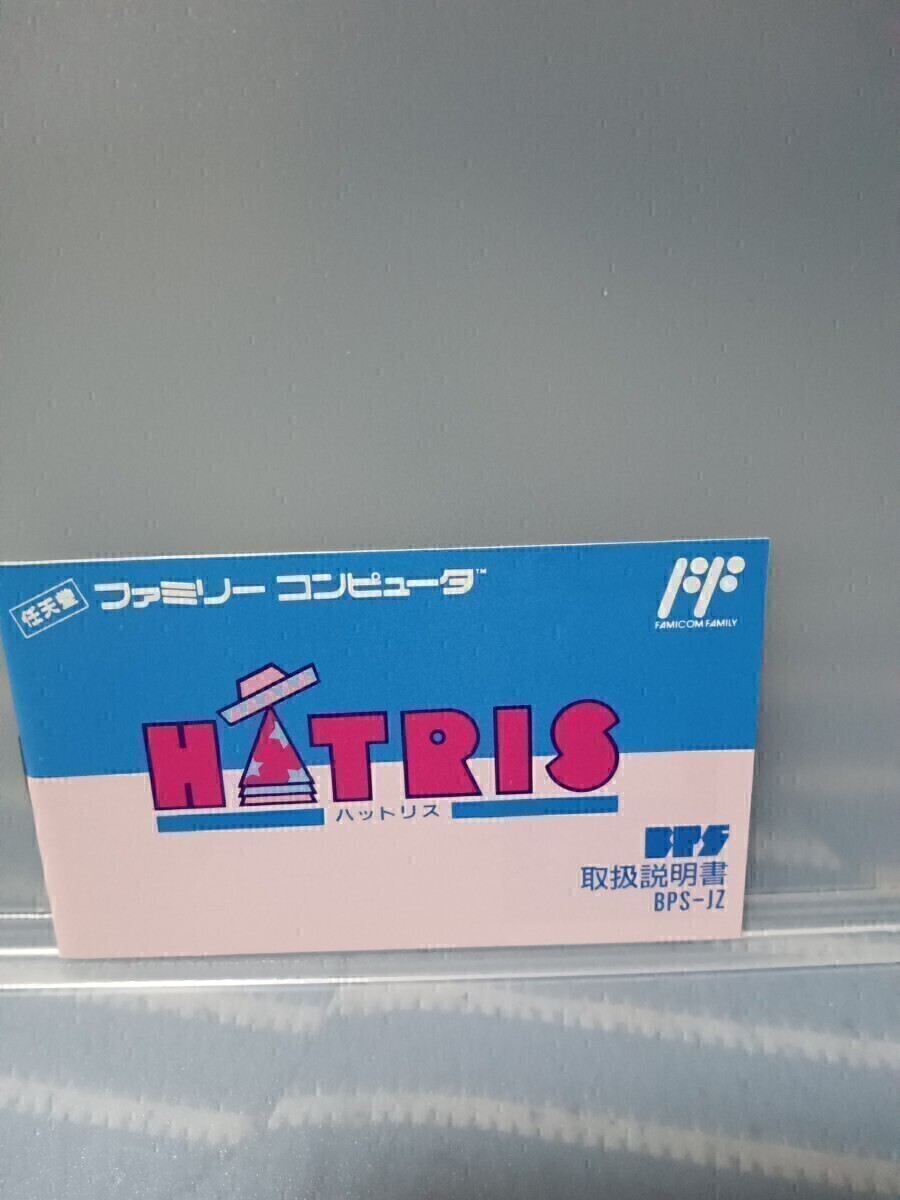 任天堂 ファミリー コンピュータ™
FAMICOM FAMILY
HATRIS
ハットリス
BPS
取扱説明書
BPS-JZ